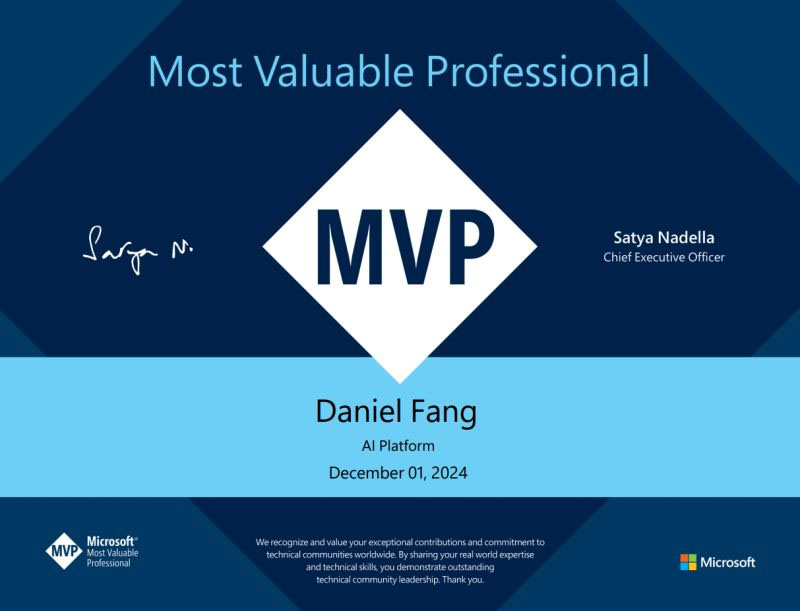 Most Valuable Professional
MVP
Satya N.
Satya Nadella
Chief Executive Officer
Daniel Fang
AI Platform
December 01, 2024
MVP
Microsoft®
Most Valuable
Professional
We recognize and value your exceptional contributions and commitment to
technical communities worldwide. By sharing your real world expertise
and technical skills, you demonstrate outstanding
technical community leadership. Thank you.
Microsoft